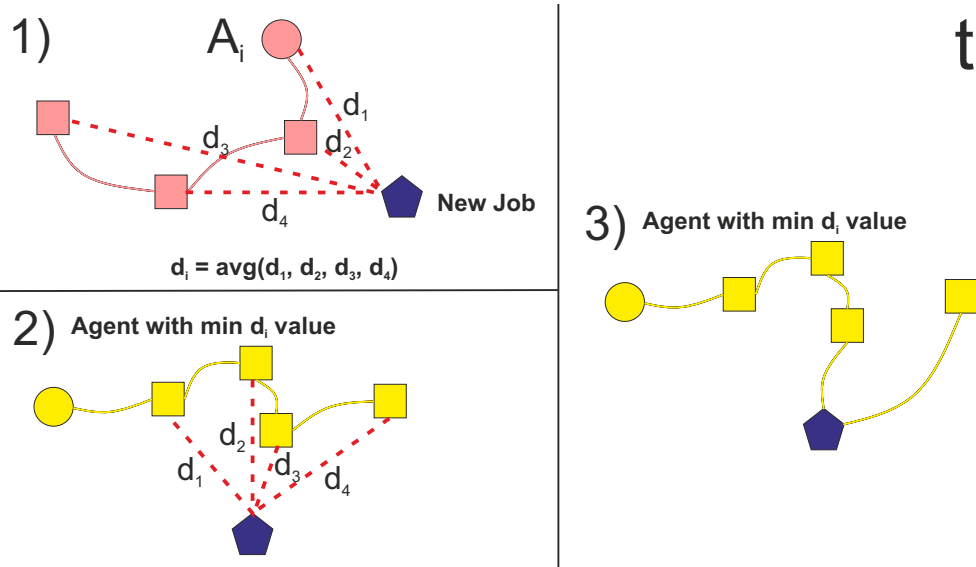 1)
A_i
d_1
d_2
d_3
d_4
New Job
d_i = avg(d_1, d_2, d_3, d_4)
2) Agent with min d_i value
d_1
d_2
d_3
d_4
t
3) Agent with min d_i value